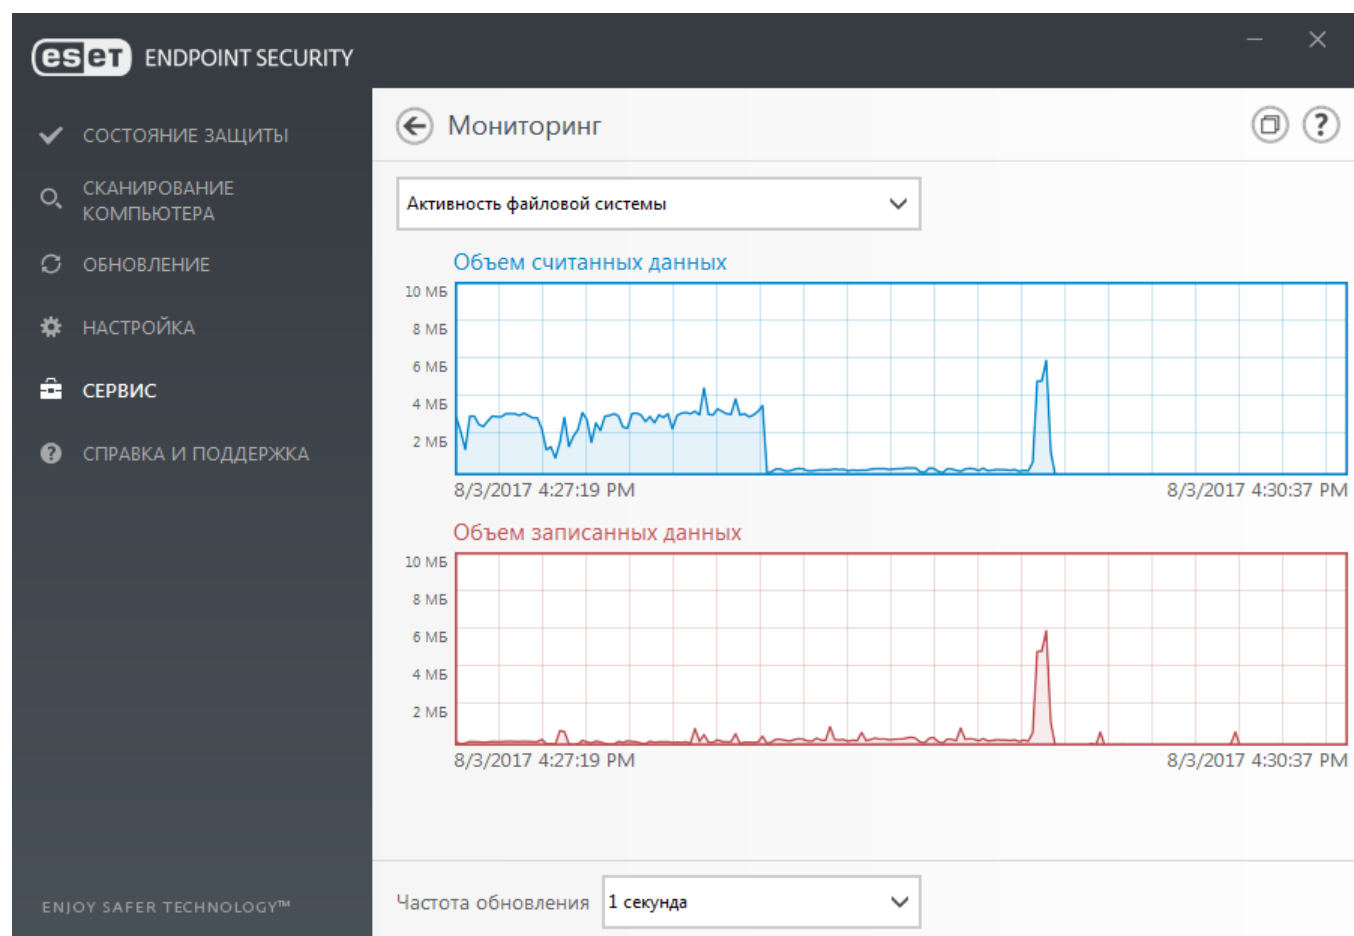 eset ENDPOINT SECURITY
СОСТОЯНИЕ ЗАЩИТЫ
СКАНИРОВАНИЕ
КОМПЬЮТЕРА
ОБНОВЛЕНИЕ
НАСТРОЙКА
СЕРВИС
СПРАВКА И ПОДДЕРЖКА
ENJOY SAFER TECHNOLOGY™
Мониторинг
Активность файловой системы
Объем считанных данных
10 МБ
8 МБ
6 МБ
4 МБ
2 МБ
8/3/2017 4:27:19 PM 8/3/2017 4:30:37 PM
Объем записанных данных
10 МБ
8 МБ
6 МБ
4 МБ
2 МБ
8/3/2017 4:27:19 PM 8/3/2017 4:30:37 PM
Частота обновления 1 секунда